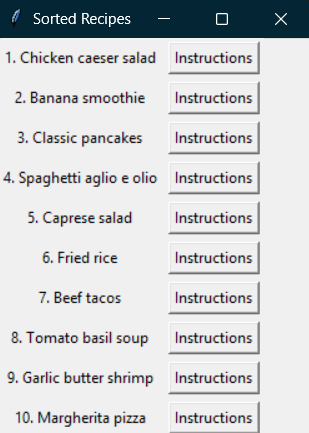 Sorted Recipes
1. Chicken caeser salad Instructions
2. Banana smoothie Instructions
3. Classic pancakes Instructions
4. Spaghetti aglio e olio Instructions
5. Caprese salad Instructions
6. Fried rice Instructions
7. Beef tacos Instructions
8. Tomato basil soup Instructions
9. Garlic butter shrimp Instructions
10. Margherita pizza Instructions